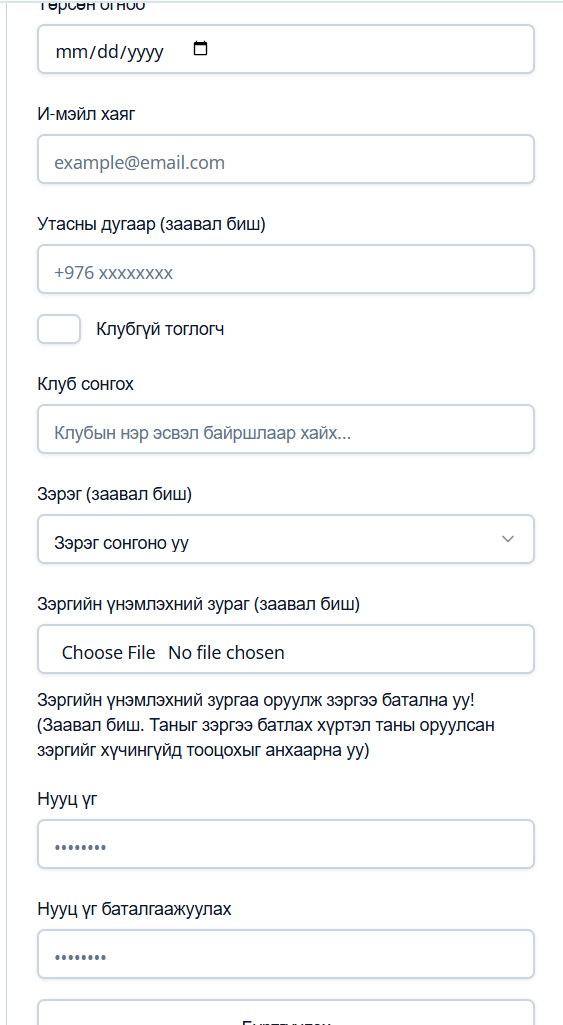 Төрсөн огноо
mm/dd/yyyy
И-мэйл хаяг
example@email.com
Утасны дугаар (заавал биш)
+976 xxxxxxxx
Клубгүй тоглогч
Клуб сонгох
Клубын нэр эсвэл байршлаар хайх...
Зэрэг (заавал биш)
Зэрэг сонгоно уу
Зэргийн үнэмлэхний зураг (заавал биш)
Choose File No file chosen
Зэргийн үнэмлэхний зургаа оруулж зэргээ батална уу!
(Заавал биш. Таныг зэргээ батлах хүртэл таны оруулсан
зэргийг хүчингүйд тооцохыг анхаарна уу)
Нууц үг
••••••••
Нууц үг баталгаажуулах
••••••••
Бүртгүүлэх